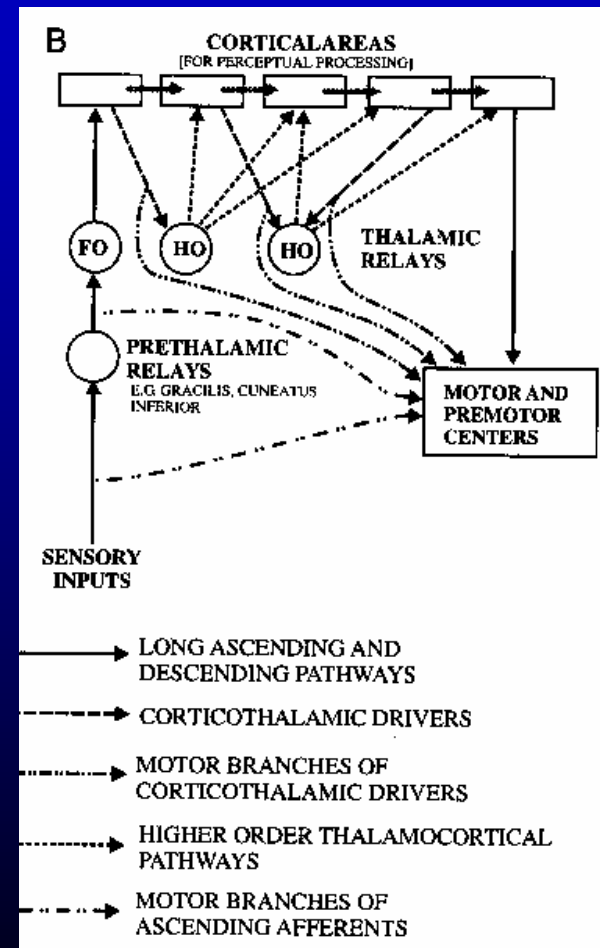 B
CORTICALAREAS
[FOR PERCEPTUAL PROCESSING]
FO
HO
HO
THALAMIC
RELAYS
PRETHALAMIC
RELAYS
E.G. GRACILIS, CUNEATUS
INFERIOR
MOTOR AND
PREMOTOR
CENTERS
SENSORY
INPUTS
LONG ASCENDING AND
DESCENDING PATHWAYS
CORTICOTHALAMIC DRIVERS
MOTOR BRANCHES OF
CORTICOTHALAMIC DRIVERS
HIGHER ORDER THALAMOCORTICAL
PATHWAYS
MOTOR BRANCHES OF
ASCENDING AFFERENTS